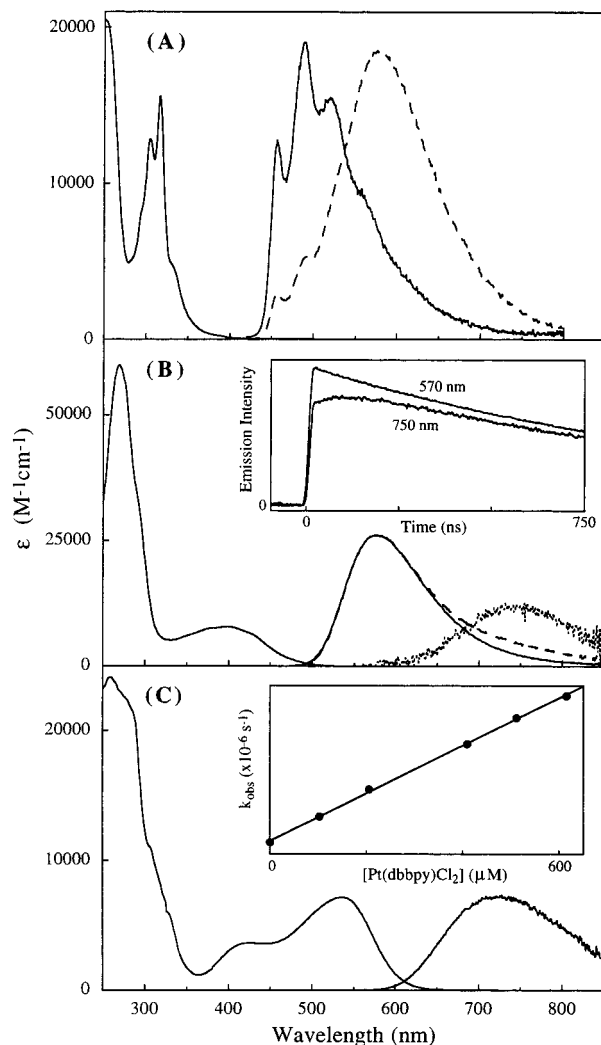 (A)
20000
10000
0
(B)
50000
25000
0
ε (M-1cm-1)
Emission Intensity
570 nm
750 nm
0
0
Time (ns)
750
(C)
20000
10000
0
kobs (x10-6 s-1)
0
600
[Pt(dbbpy)Cl2] (μM)
300
400
500
600
700
800
Wavelength (nm)